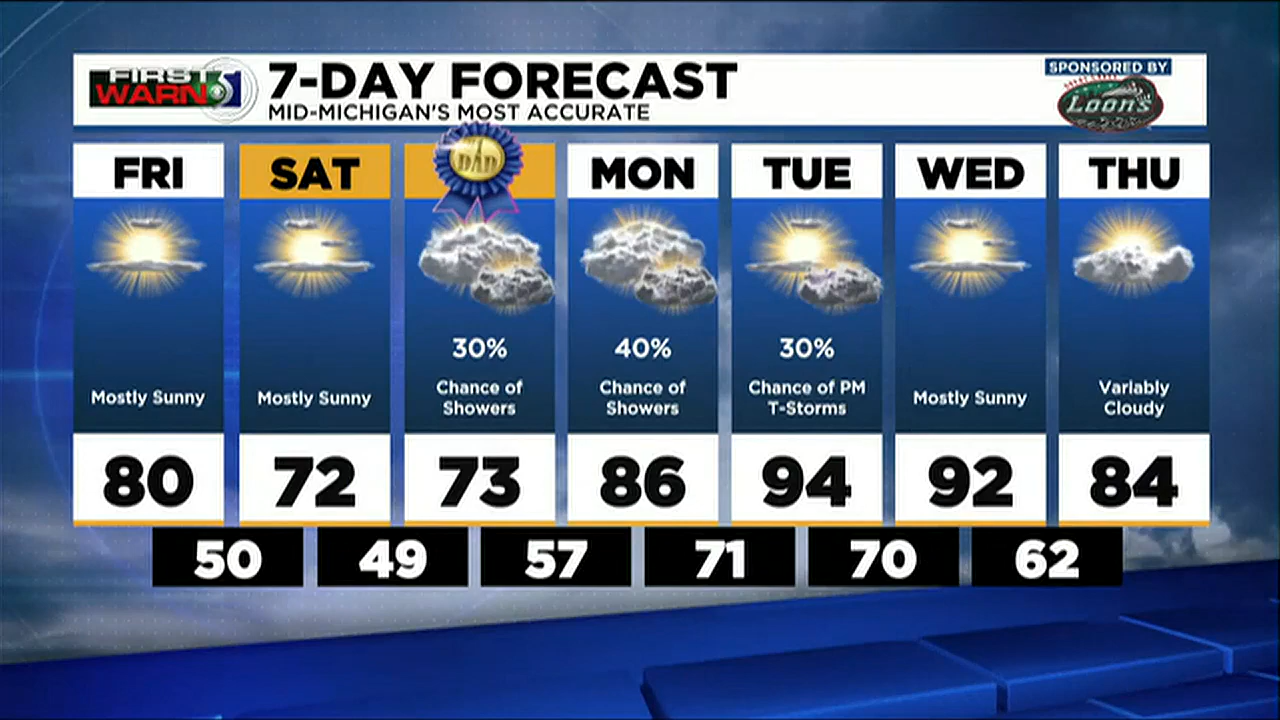 FIRST
WARN 5
7-DAY FORECAST
MID-MICHIGAN'S MOST ACCURATE
SPONSORED BY
Loons
FRI
SAT
#1
DAD
MON
TUE
WED
THU
30%
40%
30%
Mostly Sunny
Mostly Sunny
Chance of
Showers
Chance of
Showers
Chance of PM
T-Storms
Mostly Sunny
Variably
Cloudy
80
72
73
86
94
92
84
50
49
57
71
70
62